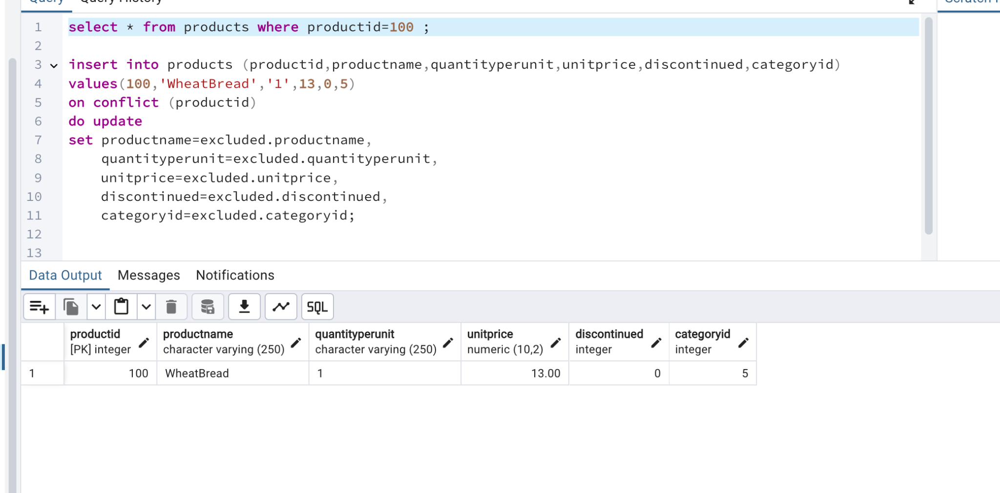 Query Query History
1 select * from products where productid=100 ;
2
3 insert into products (productid,productname,quantityperunit,unitprice,discontinued,categoryid)
4 values(100,'WheatBread','1',13,0,5)
5 on conflict (productid)
6 do update
7 set productname=excluded.productname,
8 quantityperunit=excluded.quantityperunit,
9 unitprice=excluded.unitprice,
10 discontinued=excluded.discontinued,
11 categoryid=excluded.categoryid;
12
13
Data Output Messages Notifications
SQL
productid productname quantityperunit unitprice discontinued categoryid
[PK] integer character varying (250) character varying (250) numeric (10,2) integer integer
1 100 WheatBread 1 13.00 0 5